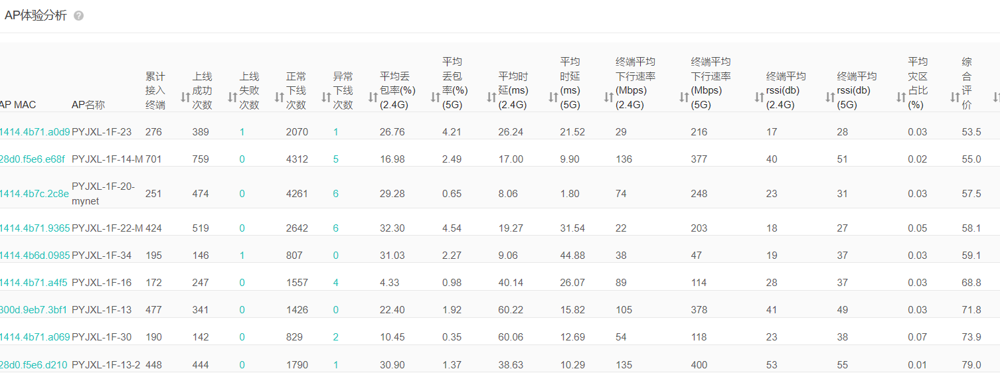 AP体验分析 ?
AP MAC AP名称 累计接入终端 上线成功次数 上线失败次数 正常下线次数 异常下线次数 平均丢包率(%)(2.4G) 平均丢包率(%)(5G) 平均时延(ms)(2.4G) 平均时延(ms)(5G) 终端平均下行速率(Mbps)(2.4G) 终端平均下行速率(Mbps)(5G) 终端平均rssi(db)(2.4G) 终端平均rssi(db)(5G) 平均灾区占比(%) 综合评价
1414.4b71.a0d9 PYJXL-1F-23 276 389 1 2070 1 26.76 4.21 26.24 21.52 29 216 17 28 0.03 53.5
28d0.f5e6.e68f PYJXL-1F-14-M 701 759 0 4312 5 16.98 2.49 17.00 9.90 136 377 40 51 0.02 55.0
1414.4b7c.2c8e PYJXL-1F-20-mynet 251 474 0 4261 6 29.28 0.65 8.06 1.80 74 248 23 31 0.03 57.5
1414.4b71.9365 PYJXL-1F-22-M 424 519 0 2642 6 32.30 4.54 19.27 31.54 22 203 18 27 0.05 58.1
1414.4b6d.0985 PYJXL-1F-34 195 146 1 807 0 31.03 2.27 9.06 44.88 38 47 19 37 0.03 59.1
1414.4b71.a4f5 PYJXL-1F-16 172 247 0 1557 4 4.33 0.98 40.14 26.07 89 114 28 37 0.03 68.8
300d.9eb7.3bf1 PYJXL-1F-13 477 341 0 1426 0 22.40 1.92 60.22 15.82 105 378 41 49 0.03 71.8
1414.4b71.a069 PYJXL-1F-30 190 142 0 829 2 10.45 0.35 60.06 12.69 54 118 23 38 0.07 73.9
28d0.f5e6.d210 PYJXL-1F-13-2 448 444 0 1790 1 30.90 1.37 38.63 10.29 135 400 53 55 0.01 79.0